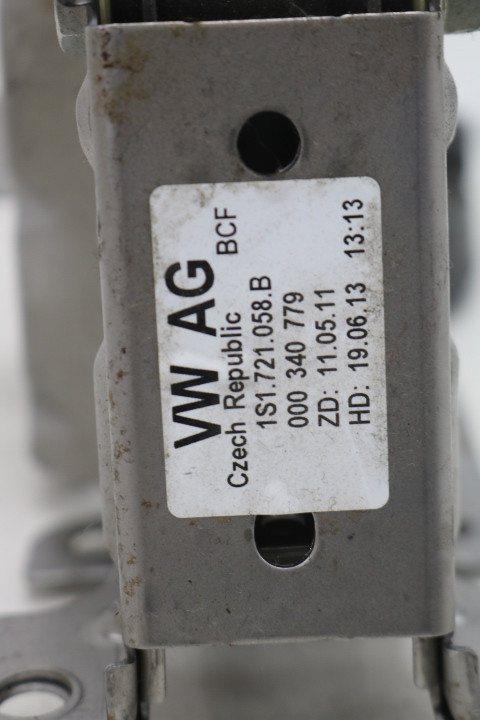 VW AG BCF
Czech Republic
1S1.721.058.B
000 340 779
ZD: 11.05.11
HD: 19.06.13 13:13